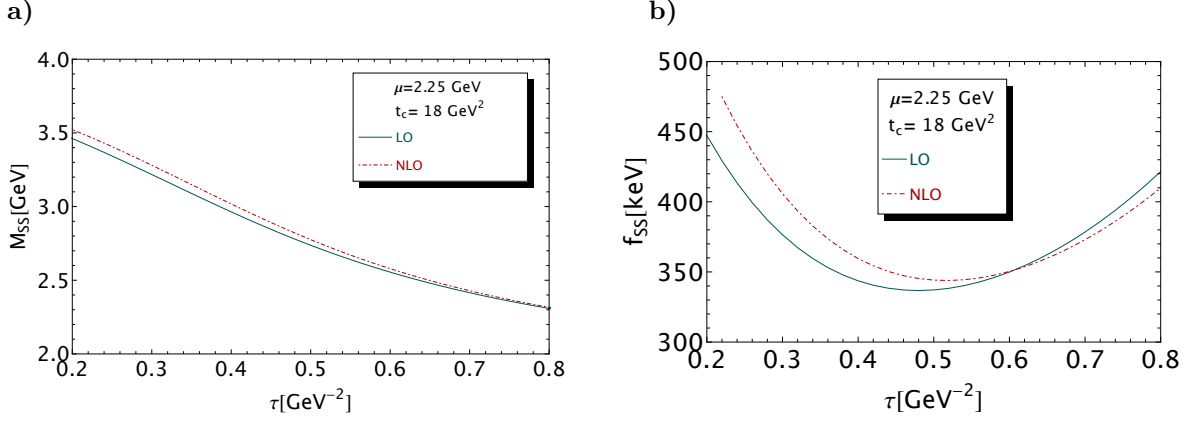 a)
4.0
3.5
3.0
2.5
2.0
M_SS[GeV]
μ=2.25 GeV
t_c= 18 GeV²
LO
NLO
0.2 0.3 0.4 0.5 0.6 0.7 0.8
τ[GeV⁻²]
b)
500
450
400
350
300
f_SS[keV]
μ=2.25 GeV
t_c= 18 GeV²
LO
NLO
0.2 0.3 0.4 0.5 0.6 0.7 0.8
τ[GeV⁻²]